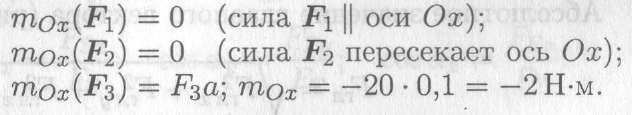 m_{Ox}(F_1) = 0 (сила F_1 ∥ оси Ox);
m_{Ox}(F_2) = 0 (сила F_2 пересекает ось Ox);
m_{Ox}(F_3) = F_3a; m_{Ox} = −20 · 0,1 = −2 Н·м.